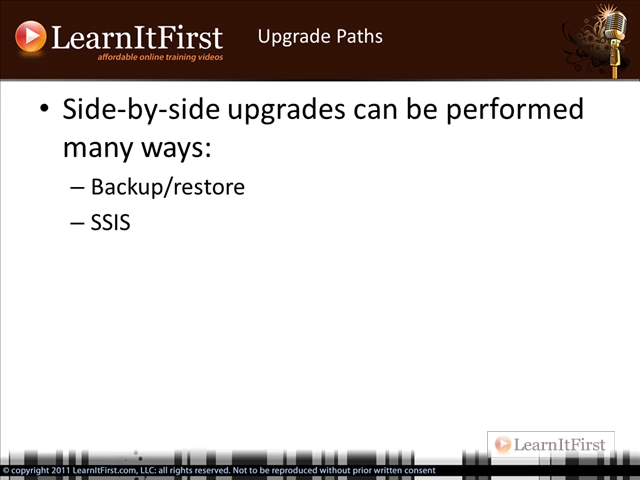 LearnItFirst
affordable online training videos
Upgrade Paths
• Side-by-side upgrades can be performed
many ways:
– Backup/restore
– SSIS
LearnItFirst
© copyright 2011 LearnItFirst.com, LLC: all rights reserved. Not to be reproduced without prior written consent